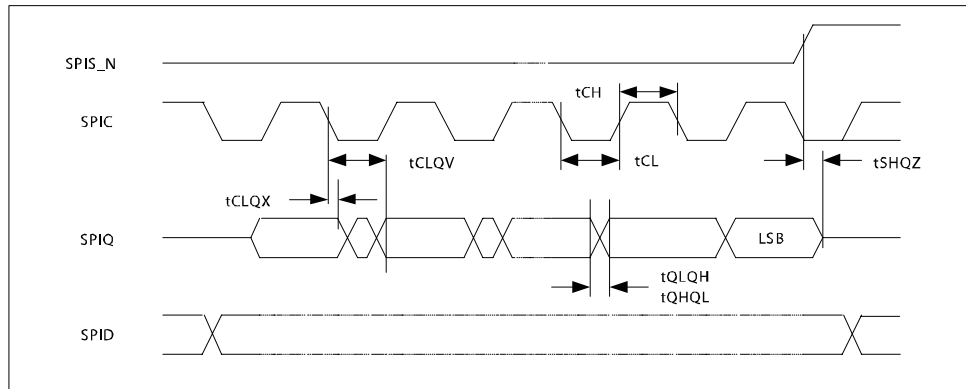 SPIS_N
tCH
SPIC
tCLQV
tCL
tSHQZ
tCLQX
SPIQ
LSB
tQLQH
tQHQL
SPID